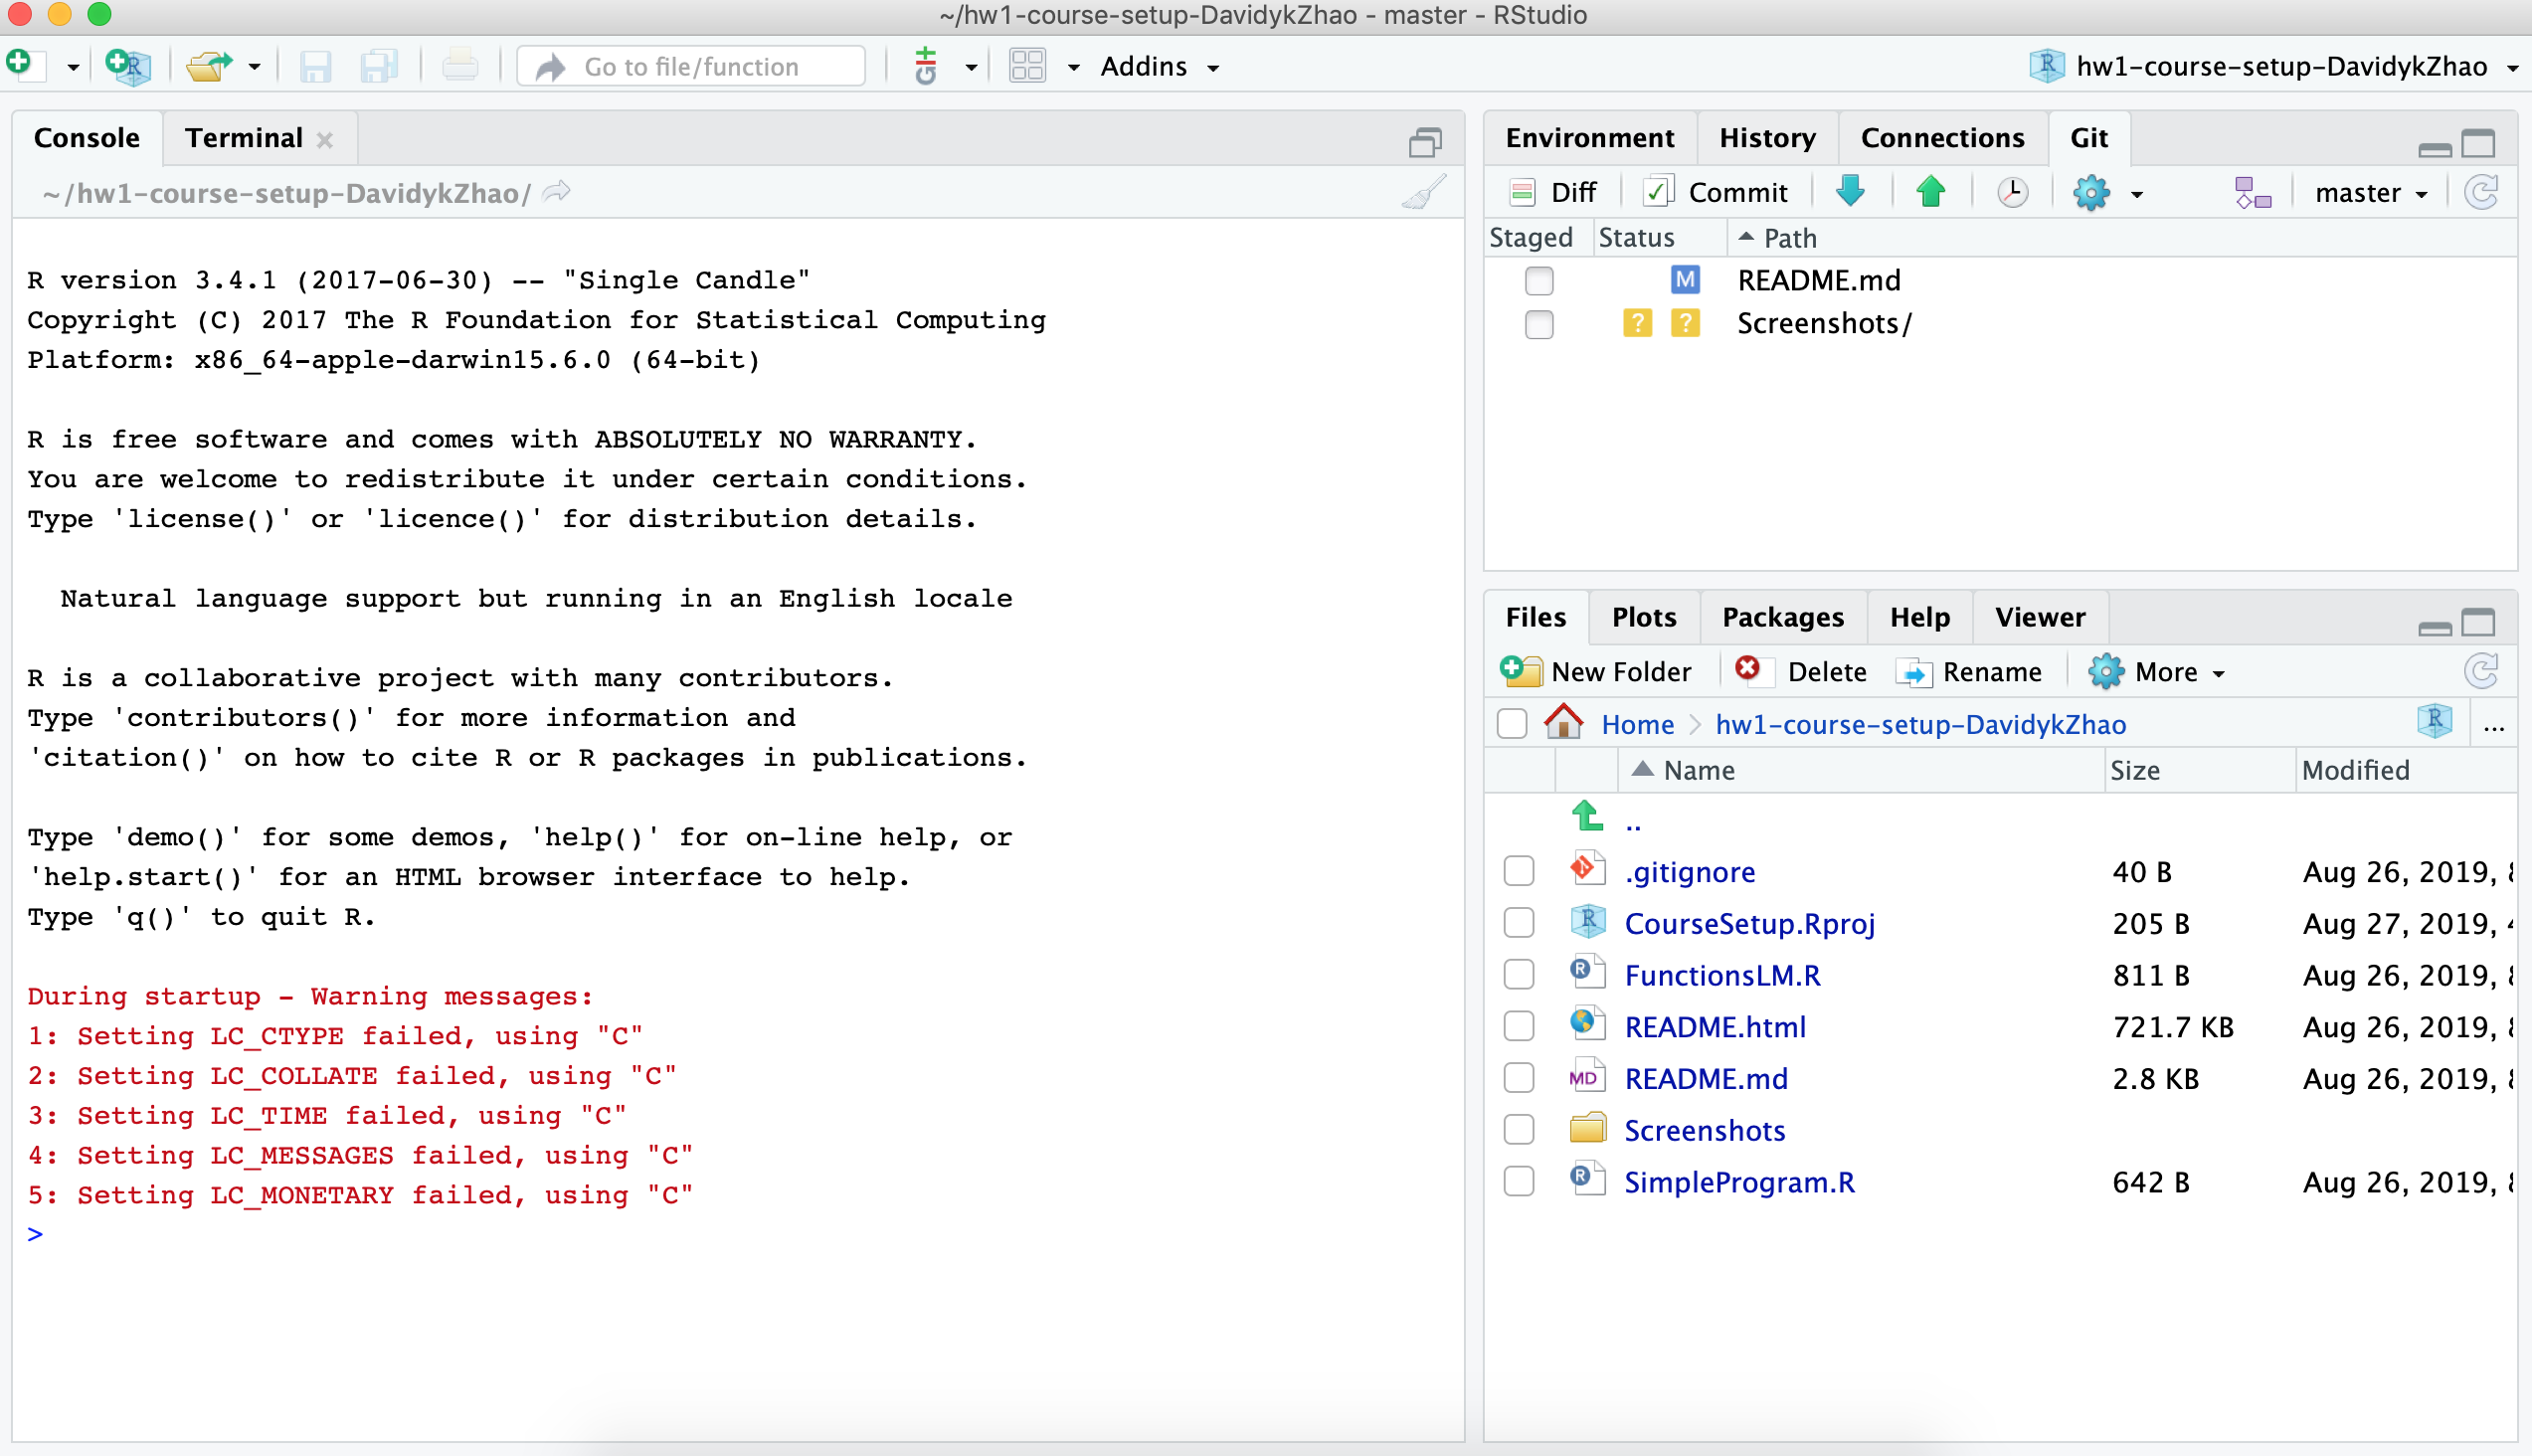 ~/hw1-course-setup-DavidykZhao - master - RStudio
Go to file/function
Addins
hw1-course-setup-DavidykZhao
Console Terminal
~/hw1-course-setup-DavidykZhao/
R version 3.4.1 (2017-06-30) -- "Single Candle"
Copyright (C) 2017 The R Foundation for Statistical Computing
Platform: x86_64-apple-darwin15.6.0 (64-bit)
R is free software and comes with ABSOLUTELY NO WARRANTY.
You are welcome to redistribute it under certain conditions.
Type 'license()' or 'licence()' for distribution details.
Natural language support but running in an English locale
R is a collaborative project with many contributors.
Type 'contributors()' for more information and
'citation()' on how to cite R or R packages in publications.
Type 'demo()' for some demos, 'help()' for on-line help, or
'help.start()' for an HTML browser interface to help.
Type 'q()' to quit R.
During startup - Warning messages:
1: Setting LC_CTYPE failed, using "C"
2: Setting LC_COLLATE failed, using "C"
3: Setting LC_TIME failed, using "C"
4: Setting LC_MESSAGES failed, using "C"
5: Setting LC_MONETARY failed, using "C"
>
Environment History Connections Git
Diff Commit master
Staged Status Path
M README.md
? ? Screenshots/
Files Plots Packages Help Viewer
New Folder Delete Rename More
Home hw1-course-setup-DavidykZhao ...
Name Size Modified
..
.gitignore 40 B Aug 26, 2019,
CourseSetup.Rproj 205 B Aug 27, 2019,
FunctionsLM.R 811 B Aug 26, 2019,
README.html 721.7 KB Aug 26, 2019,
MD README.md 2.8 KB Aug 26, 2019,
Screenshots
SimpleProgram.R 642 B Aug 26, 2019,